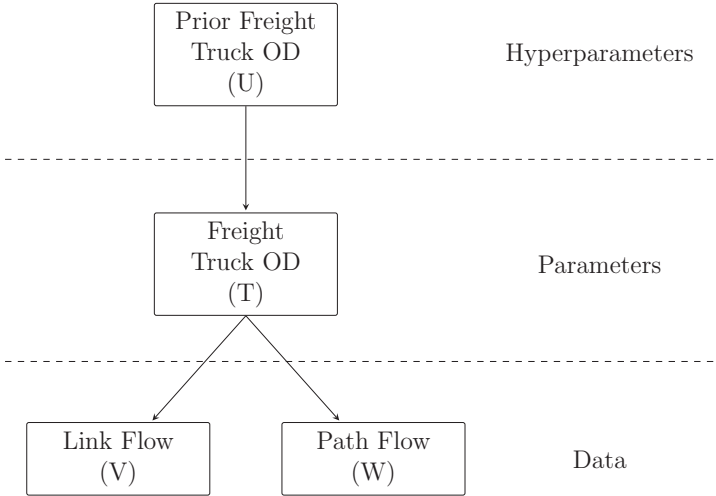 Prior Freight
Truck OD
(U)
Hyperparameters
Freight
Truck OD
(T)
Parameters
Link Flow
(V)
Path Flow
(W)
Data